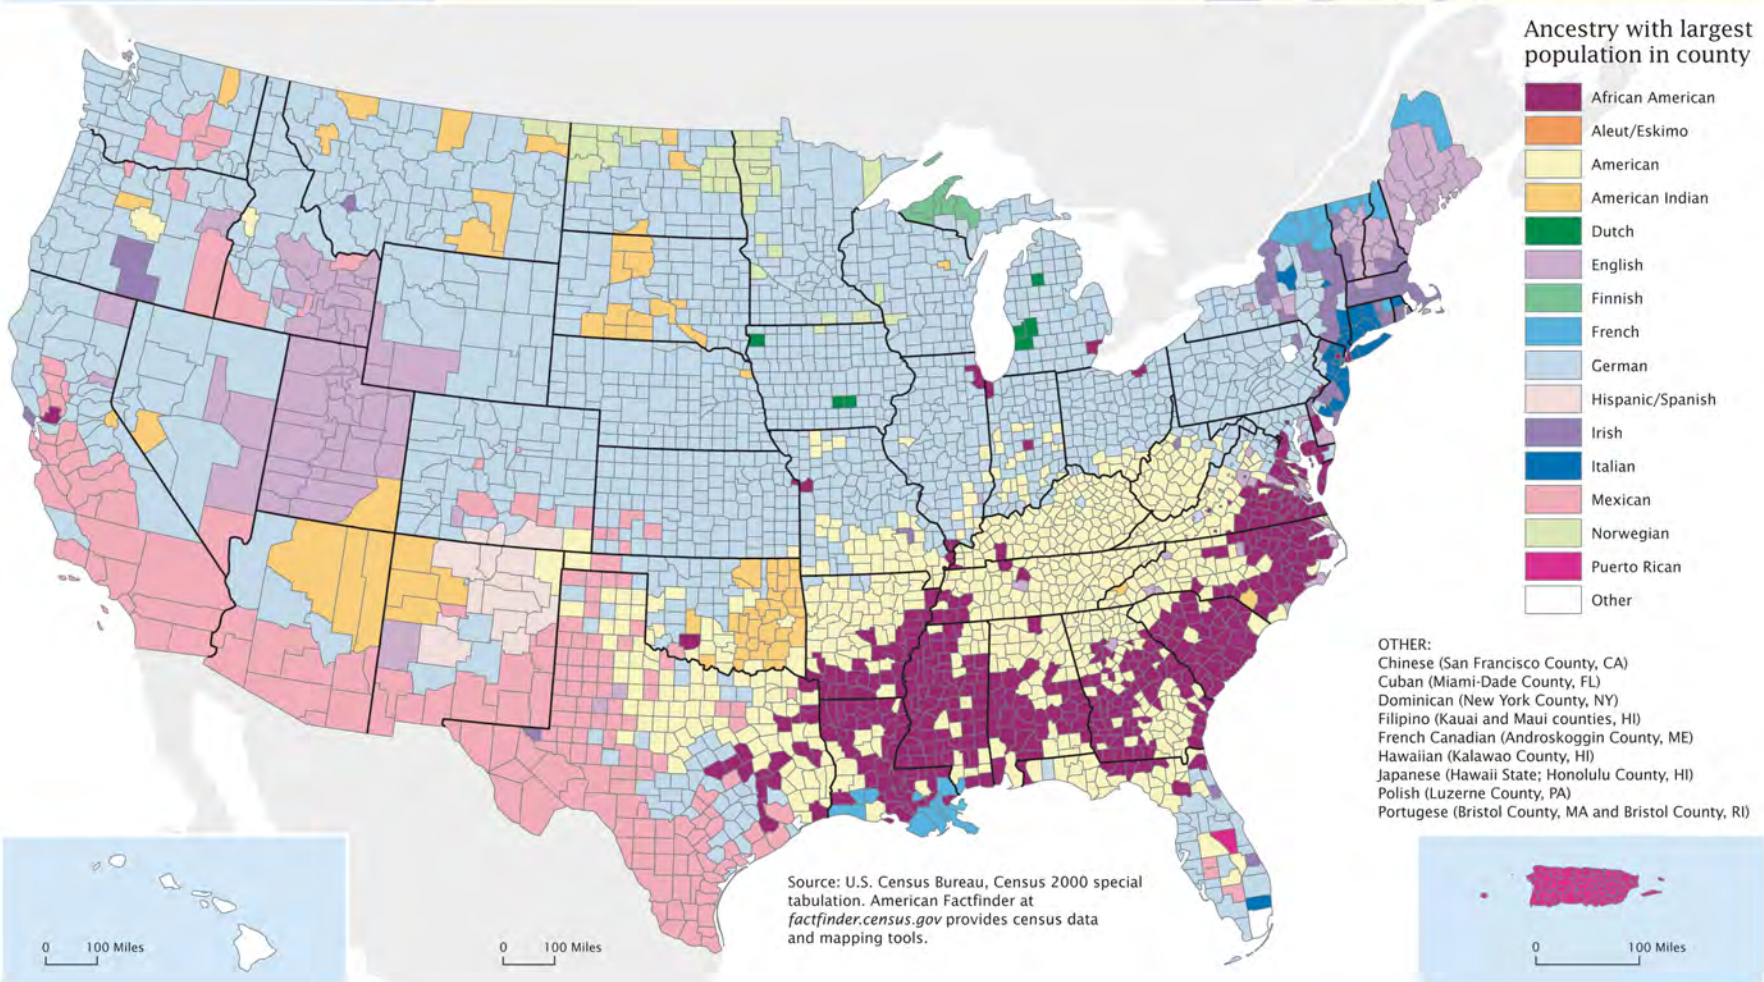 Ancestry with largest
population in county
African American
Aleut/Eskimo
American
American Indian
Dutch
English
Finnish
French
German
Hispanic/Spanish
Irish
Italian
Mexican
Norwegian
Puerto Rican
Other
OTHER:
Chinese (San Francisco County, CA)
Cuban (Miami-Dade County, FL)
Dominican (New York County, NY)
Filipino (Kauai and Maui counties, HI)
French Canadian (Androskoggin County, ME)
Hawaiian (Kalawao County, HI)
Japanese (Hawaii State; Honolulu County, HI)
Polish (Luzerne County, PA)
Portugese (Bristol County, MA and Bristol County, RI)
Source: U.S. Census Bureau, Census 2000 special
tabulation. American Factfinder at
factfinder.census.gov provides census data
and mapping tools.
0 100 Miles
0 100 Miles
0 100 Miles